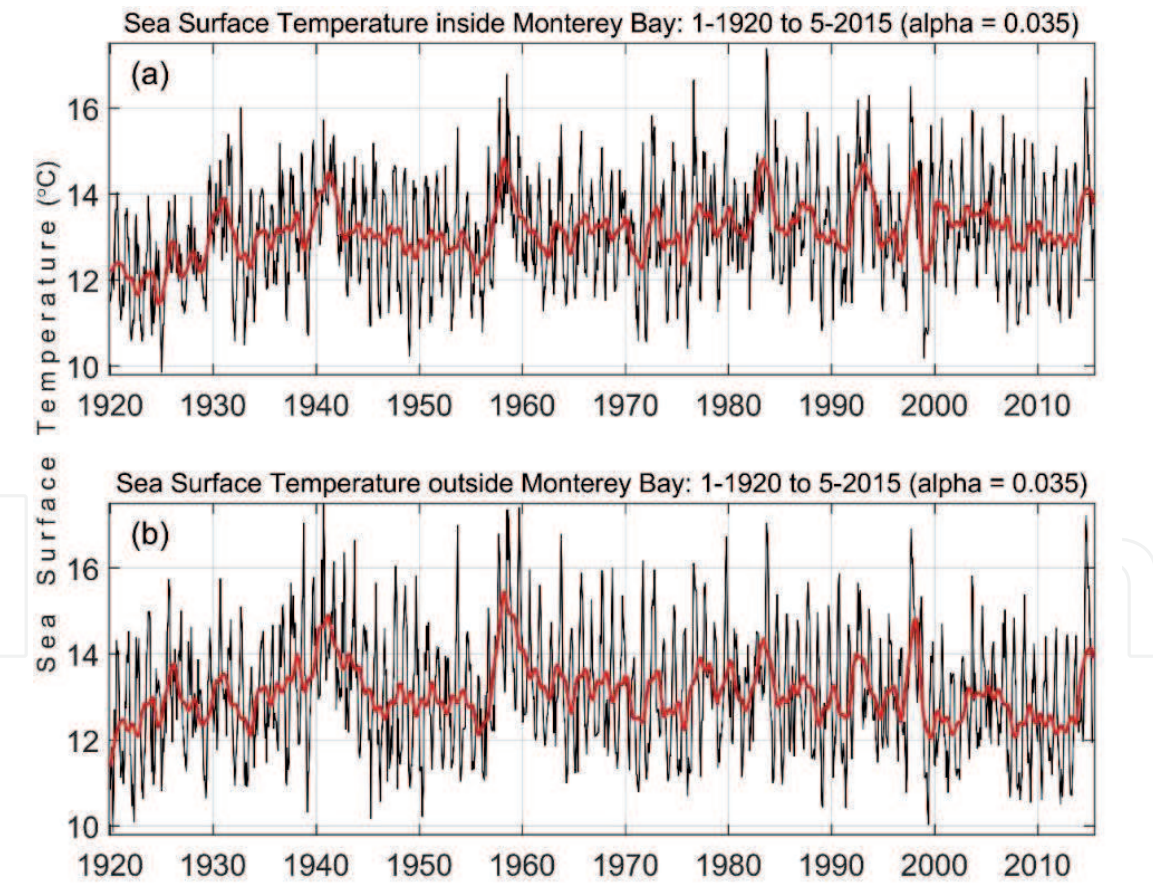 Sea Surface Temperature inside Monterey Bay: 1-1920 to 5-2015 (alpha = 0.035)
(a)
16
14
12
10
1920 1930 1940 1950 1960 1970 1980 1990 2000 2010
Sea Surface Temperature (°C)
Sea Surface Temperature outside Monterey Bay: 1-1920 to 5-2015 (alpha = 0.035)
(b)
16
14
12
10
1920 1930 1940 1950 1960 1970 1980 1990 2000 2010